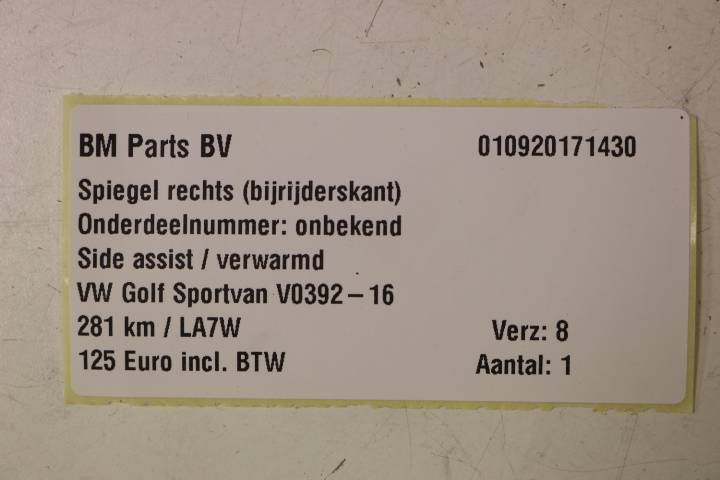 BM Parts BV 010920171430
Spiegel rechts (bijrijderskant)
Onderdeelnummer: onbekend
Side assist / verwarmd
VW Golf Sportvan V0392 – 16
281 km / LA7W Verz: 8
125 Euro incl. BTW Aantal: 1